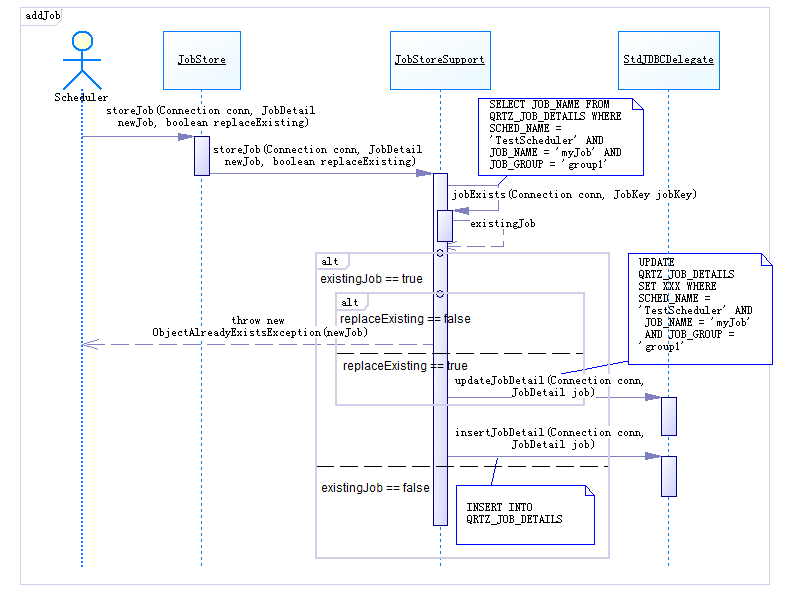 addJob
Scheduler
JobStore
JobStoreSupport
StdJDBCDelegate
storeJob(Connection conn, JobDetail
newJob, boolean replaceExisting)
storeJob(Connection conn, JobDetail
newJob, boolean replaceExisting)
SELECT JOB_NAME FROM
QRTZ_JOB_DETAILS WHERE
SCHED_NAME =
'TestScheduler' AND
JOB_NAME = 'myJob' AND
JOB_GROUP = 'group1'
jobExists(Connection conn, JobKey jobKey)
existingJob
alt
existingJob == true
alt
replaceExisting == false
throw new
ObjectAlreadyExistsException(newJob)
replaceExisting == true
UPDATE
QRTZ_JOB_DETAILS
SET XXX WHERE
SCHED_NAME =
'TestScheduler' AND
JOB_NAME = 'myJob'
AND JOB_GROUP =
'group1'
updateJobDetail(Connection conn,
JobDetail job)
insertJobDetail(Connection conn,
JobDetail job)
existingJob == false
INSERT INTO
QRTZ_JOB_DETAILS